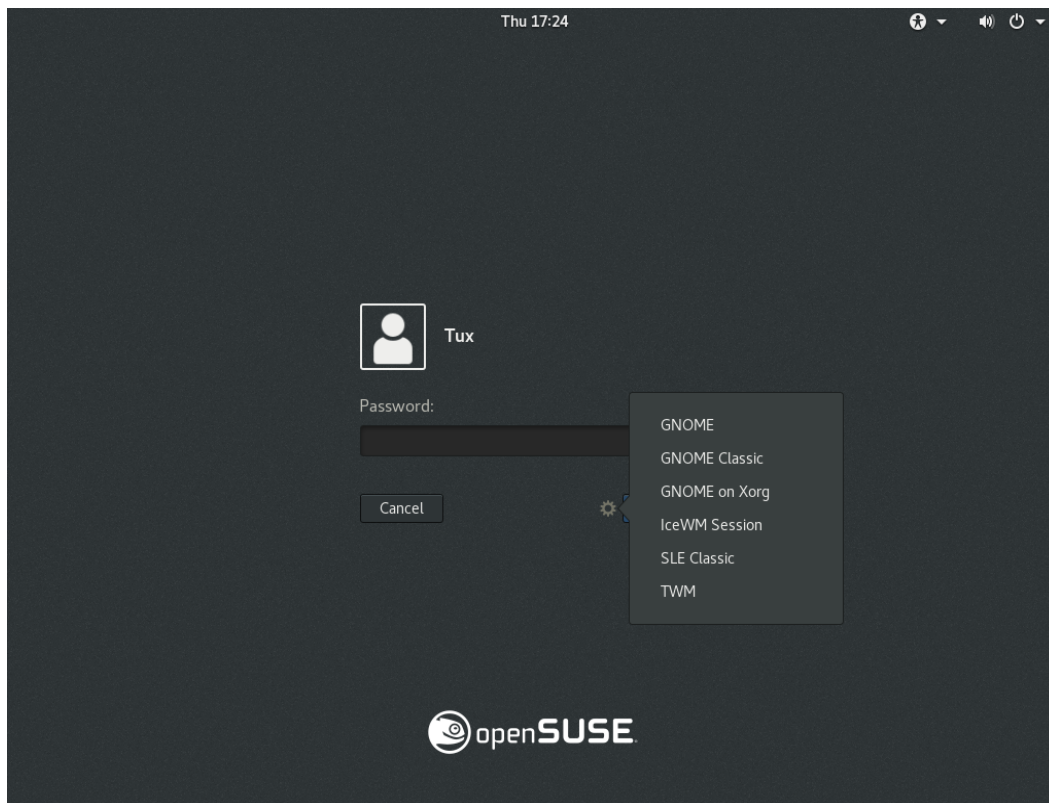 Thu 17:24
Tux
Password:
GNOME
GNOME Classic
GNOME on Xorg
Cancel
IceWM Session
SLE Classic
TWM
openSUSE.